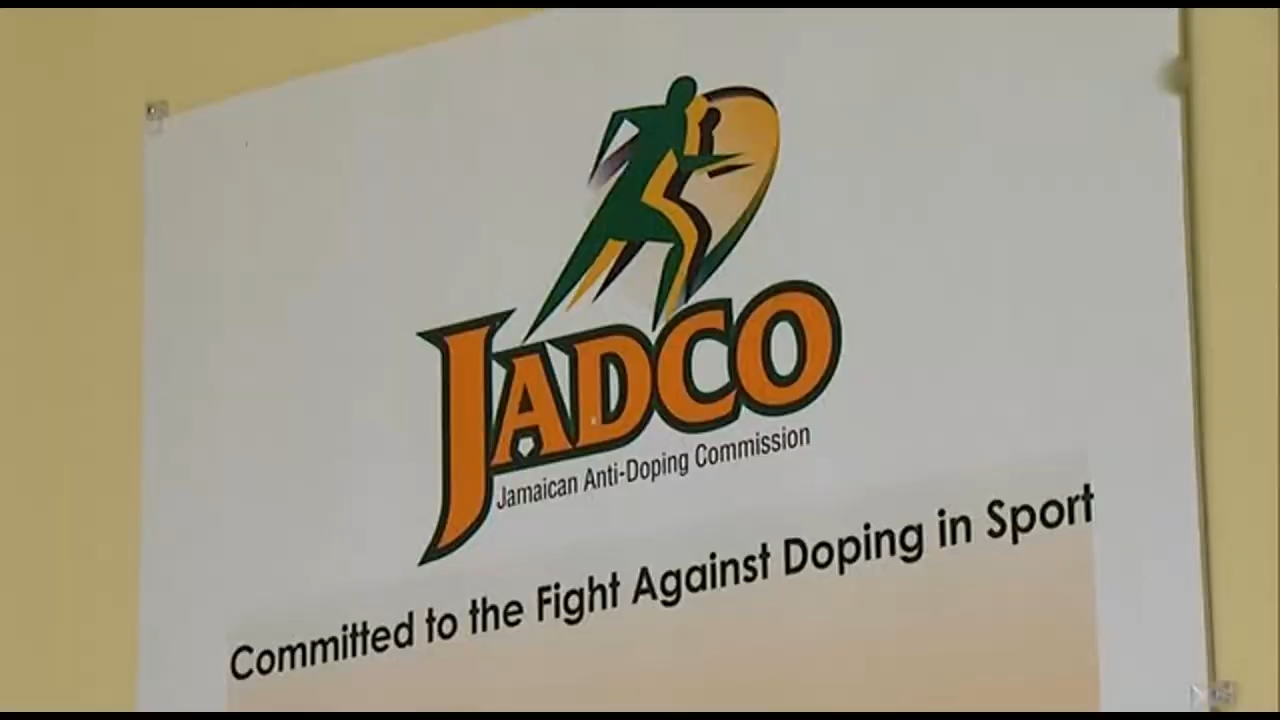 JADCO
Jamaican Anti-Doping Commission
Committed to the Fight Against Doping in Sport